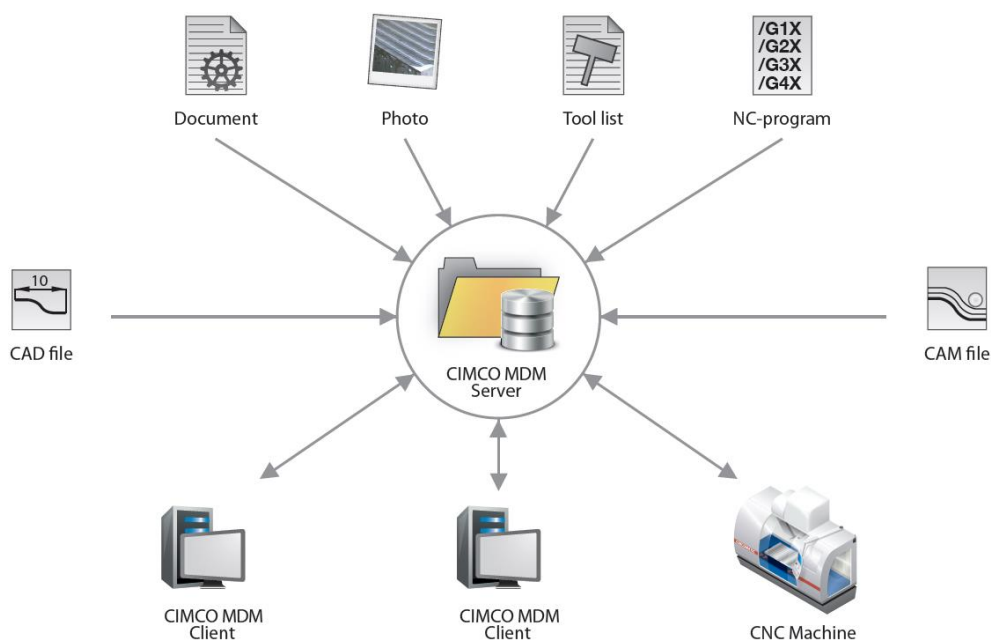 /G1X
/G2X
/G3X
/G4X
Document
Photo
Tool list
NC-program
10
CAD file
CAM file
CIMCO MDM
Server
CIMCO MDM
Client
CIMCO MDM
Client
CNC Machine